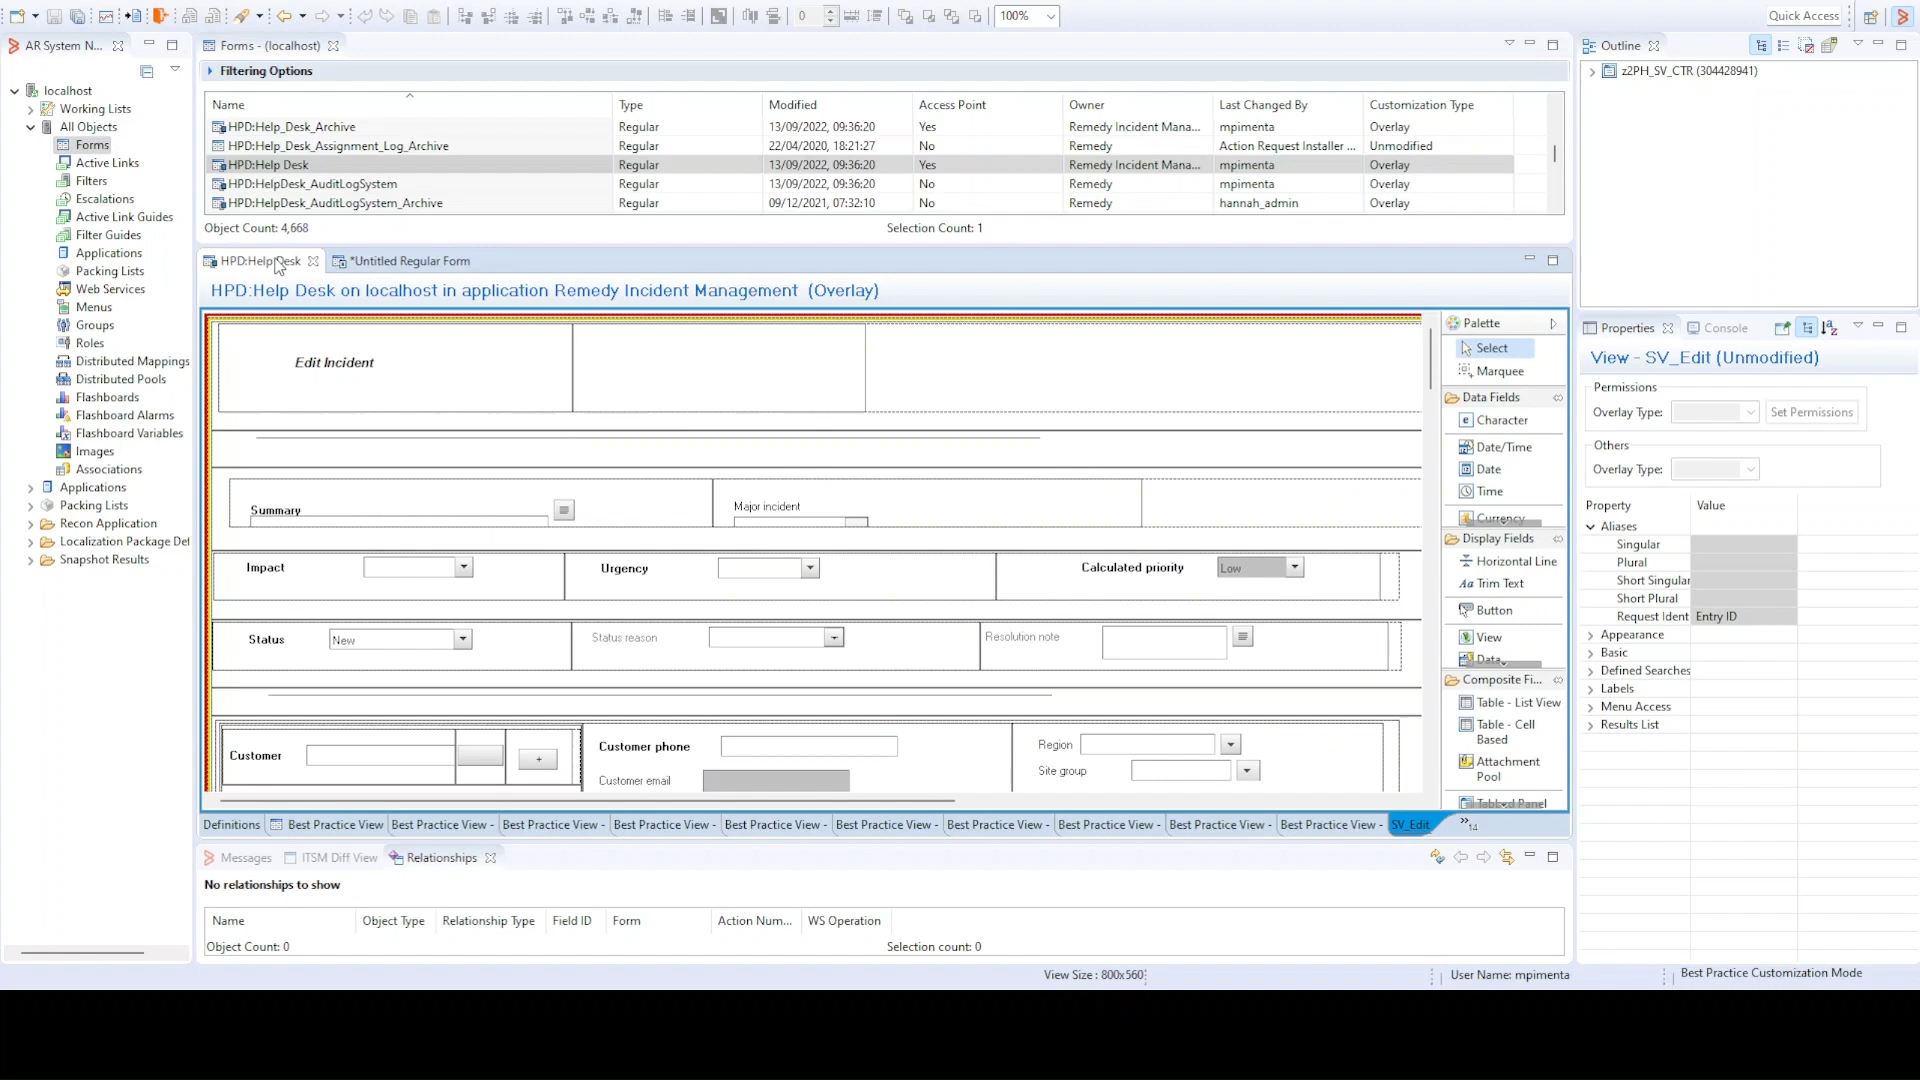 0
100%
Quick Access
AR System N...
localhost
Working Lists
All Objects
Forms
Active Links
Filters
Escalations
Active Link Guides
Filter Guides
Applications
Packing Lists
Web Services
Menus
Groups
Roles
Distributed Mappings
Distributed Pools
Flashboards
Flashboard Alarms
Flashboard Variables
Images
Associations
Applications
Packing Lists
Recon Application
Localization Package Def
Snapshot Results
Forms - (localhost)
Filtering Options
Name Type Modified Access Point Owner Last Changed By Customization Type
HPD:Help_Desk_Archive Regular 13/09/2022, 09:36:20 Yes Remedy Incident Mana... mpimenta Overlay
HPD:Help_Desk_Assignment_Log_Archive Regular 22/04/2020, 18:21:27 No Remedy Action Request Installer ... Unmodified
HPD:Help Desk Regular 13/09/2022, 09:36:20 Yes Remedy Incident Mana... mpimenta Overlay
HPD:HelpDesk_AuditLogSystem Regular 13/09/2022, 09:36:20 No Remedy mpimenta Overlay
HPD:HelpDesk_AuditLogSystem_Archive Regular 09/12/2021, 07:32:10 No Remedy hannah_admin Overlay
Object Count: 4,668 Selection Count: 1
HPD:Help Desk *Untitled Regular Form
HPD:Help Desk on localhost in application Remedy Incident Management (Overlay)
Edit Incident
Summary Major incident
Impact Urgency Calculated priority Low
Status New Status reason Resolution note
Customer + Customer phone Region
Customer email Site group
Palette
Select
Marquee
Data Fields
Character
Date/Time
Date
Time
Currency
Display Fields
Horizontal Line
Aa Trim Text
Button
View
Data
Composite Fi...
Table - List View
Table - Cell
Based
Attachment
Pool
Tabbed Panel
Definitions Best Practice View Best Practice View - Best Practice View - Best Practice View - Best Practice View - Best Practice View - Best Practice View - Best Practice View - Best Practice View - Best Practice View - SV_Edit »14
Messages ITSM Diff View Relationships
No relationships to show
Name Object Type Relationship Type Field ID Form Action Num... WS Operation
Object Count: 0 Selection count: 0
Outline
z2PH_SV_CTR (304428941)
Properties Console
View - SV_Edit (Unmodified)
Permissions
Overlay Type: Set Permissions
Others
Overlay Type:
Property Value
Aliases
Singular
Plural
Short Singular
Short Plural
Request Ident Entry ID
Appearance
Basic
Defined Searches
Labels
Menu Access
Results List
View Size : 800x560 User Name: mpimenta Best Practice Customization Mode